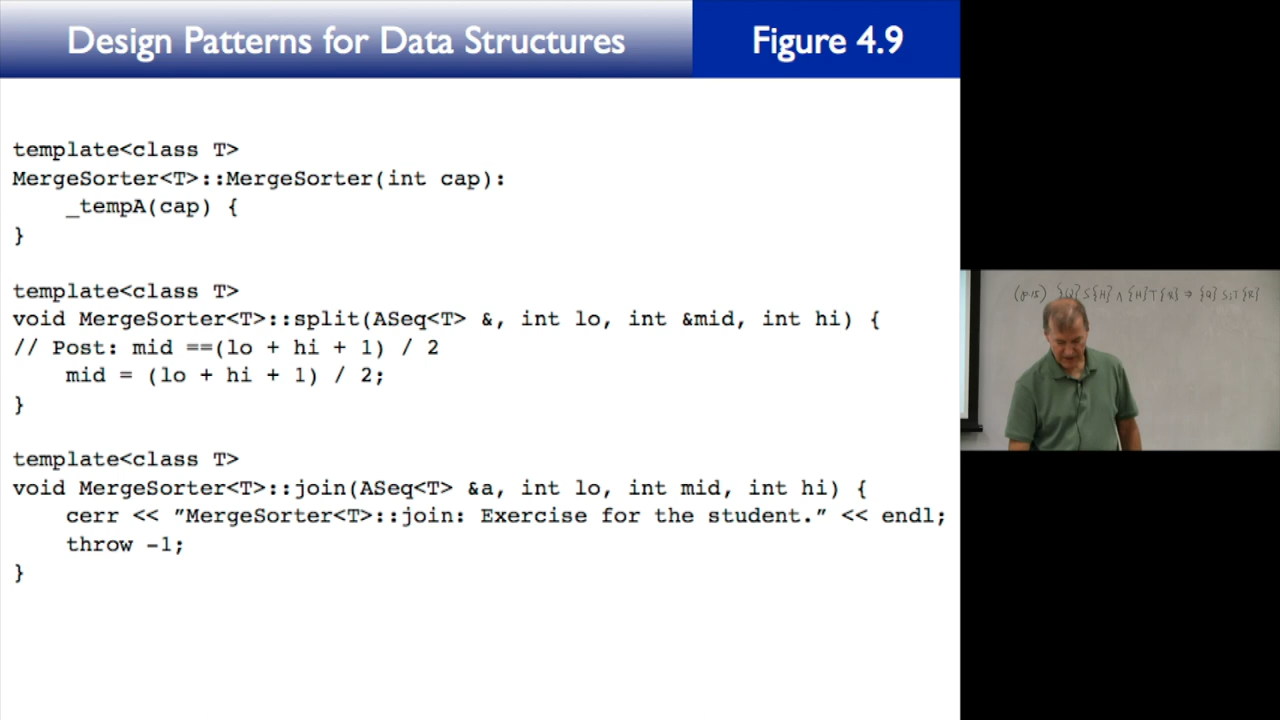 Design Patterns for Data Structures
Figure 4.9
template<class T>
MergeSorter<T>::MergeSorter(int cap):
    _tempA(cap) {
}
template<class T>
void MergeSorter<T>::split(ASeq<T> &, int lo, int &mid, int hi) {
// Post: mid ==(lo + hi + 1) / 2
    mid = (lo + hi + 1) / 2;
}
template<class T>
void MergeSorter<T>::join(ASeq<T> &a, int lo, int mid, int hi) {
    cerr << ”MergeSorter<T>::join: Exercise for the student.” << endl;
    throw -1;
}